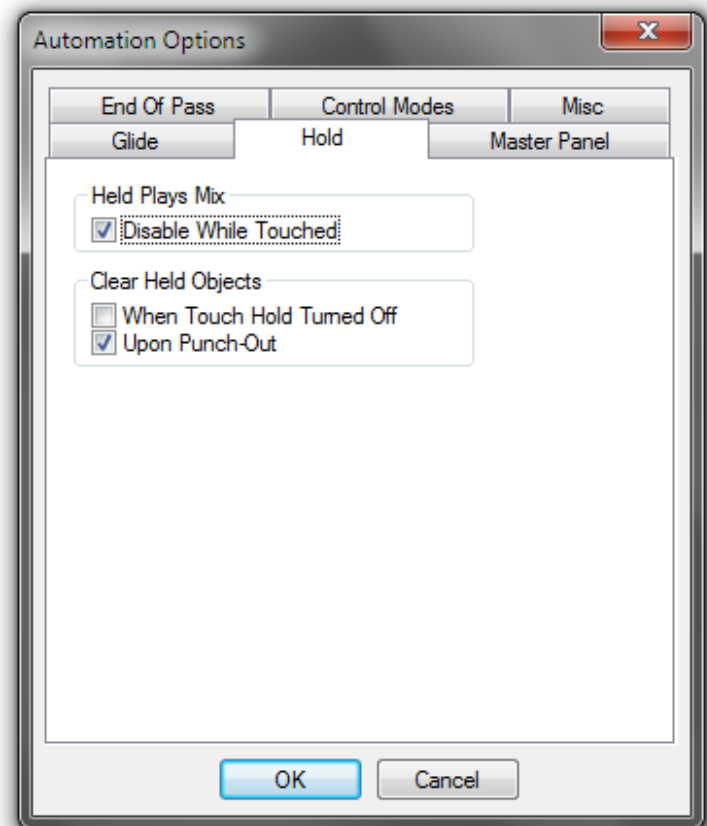 Automation Options
End Of Pass Control Modes Misc
Glide Hold Master Panel
Held Plays Mix
Disable While Touched
Clear Held Objects
When Touch Hold Turned Off
Upon Punch-Out
OK Cancel